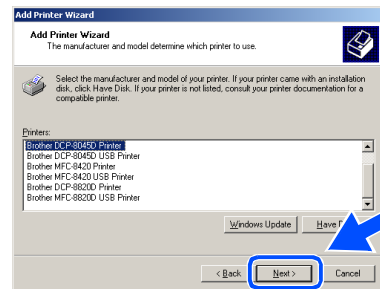 Add Printer Wizard
Add Printer Wizard
The manufacturer and model determine which printer to use.
Select the manufacturer and model of your printer. If your printer came with an installation
disk, click Have Disk. If your printer is not listed, consult your printer documentation for a
compatible printer.
Printers:
Brother DCP-8045D Printer
Brother DCP-8045D USB Printer
Brother MFC-8420 Printer
Brother MFC-8420 USB Printer
Brother DCP-8820D Printer
Brother MFC-8820D USB Printer
Windows Update Have D
< Back Next > Cancel